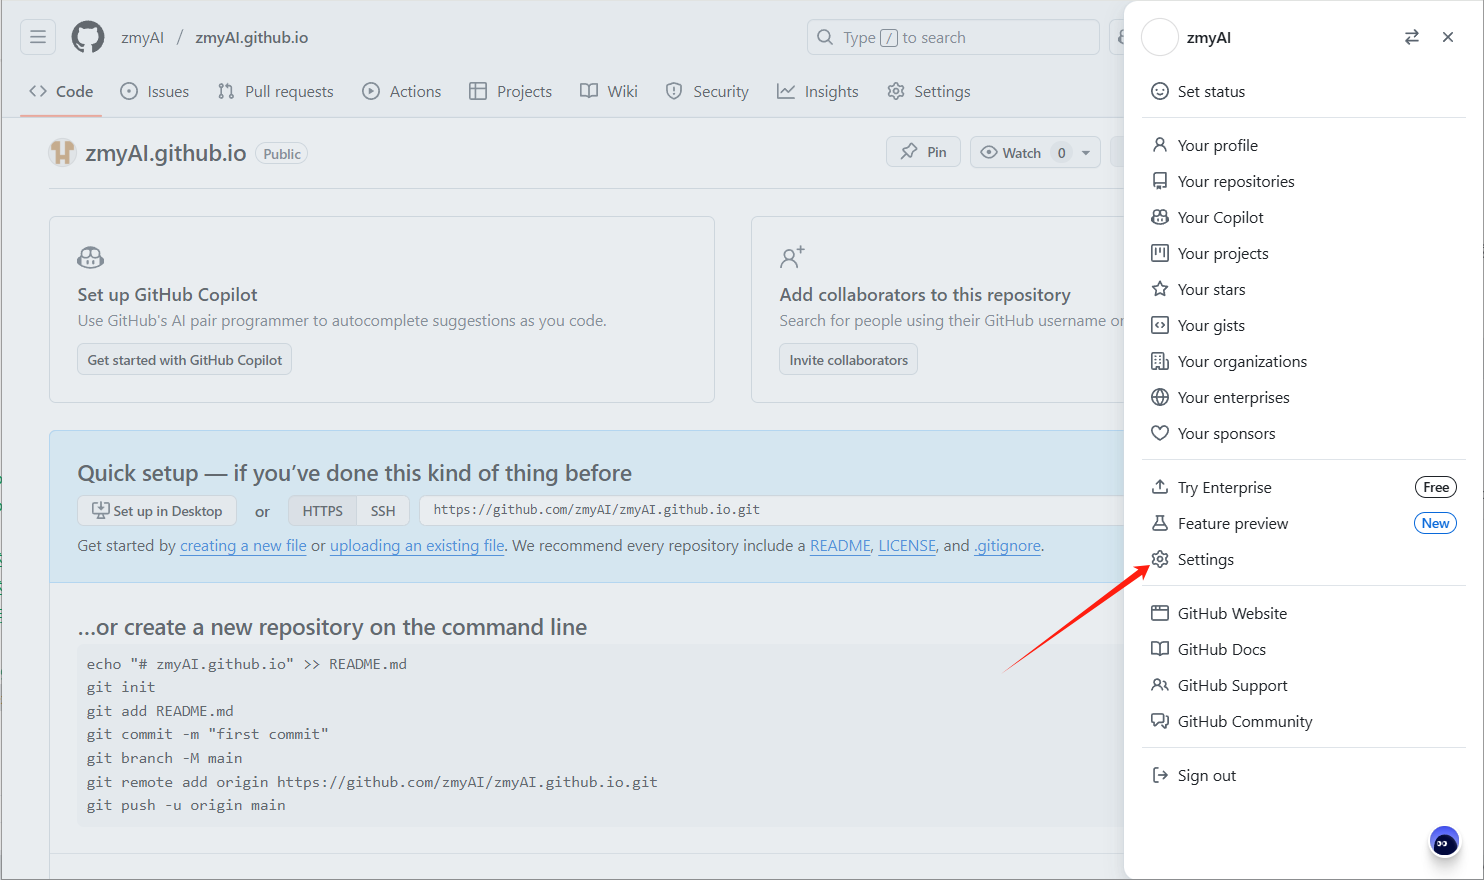 zmyAI / zmyAI.github.io
Type / to search
Code Issues Pull requests Actions Projects Wiki Security Insights Settings
zmyAI.github.io Public
Pin Watch 0
Set up GitHub Copilot
Use GitHub's AI pair programmer to autocomplete suggestions as you code.
Get started with GitHub Copilot
Add collaborators to this repository
Search for people using their GitHub username or
Invite collaborators
Quick setup — if you’ve done this kind of thing before
Set up in Desktop or HTTPS SSH https://github.com/zmyAI/zmyAI.github.io.git
Get started by creating a new file or uploading an existing file. We recommend every repository include a README, LICENSE, and .gitignore.
…or create a new repository on the command line
echo "# zmyAI.github.io" >> README.md
git init
git add README.md
git commit -m "first commit"
git branch -M main
git remote add origin https://github.com/zmyAI/zmyAI.github.io.git
git push -u origin main
zmyAI
Set status
Your profile
Your repositories
Your Copilot
Your projects
Your stars
Your gists
Your organizations
Your enterprises
Your sponsors
Try Enterprise Free
Feature preview New
Settings
GitHub Website
GitHub Docs
GitHub Support
GitHub Community
Sign out